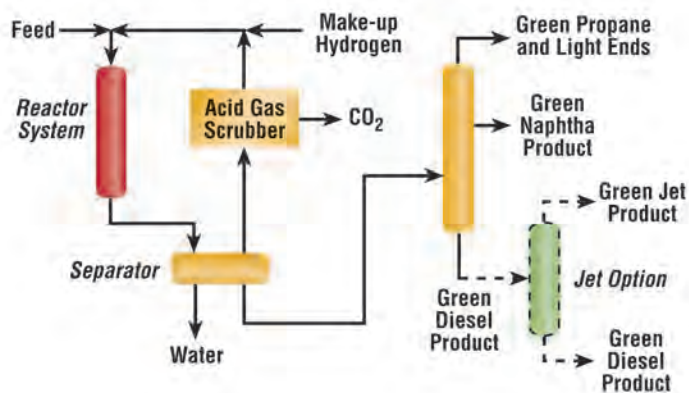 Feed
Make-up
Hydrogen
Reactor
System
Acid Gas
Scrubber
CO2
Separator
Water
Green Propane
and Light Ends
Green
Naphtha
Product
Green Jet
Product
Jet Option
Green
Diesel
Product
Green
Diesel
Product